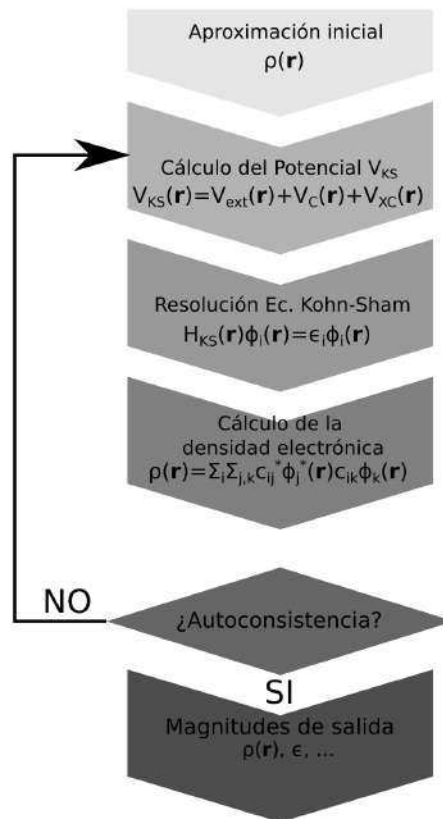 Aproximación inicial
ρ(r)
Cálculo del Potencial V_KS
V_KS(r)=V_ext(r)+V_C(r)+V_XC(r)
Resolución Ec. Kohn-Sham
H_KS(r)ϕ_i(r)=ϵ_iϕ_i(r)
Cálculo de la
densidad electrónica
ρ(r)=Σ_iΣ_j,kc_ij*ϕ_j*(r)c_ikϕ_k(r)
NO
¿Autoconsistencia?
SI
Magnitudes de salida
ρ(r), ϵ, ...